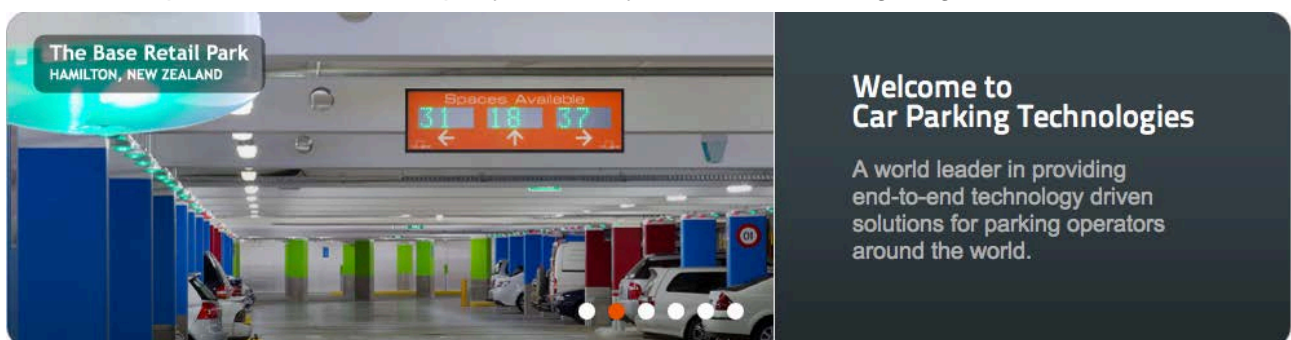 The Base Retail Park
HAMILTON, NEW ZEALAND
Spaces Available
31 18 37
← ↑ →
01
Welcome to
Car Parking Technologies
A world leader in providing
end-to-end technology driven
solutions for parking operators
around the world.